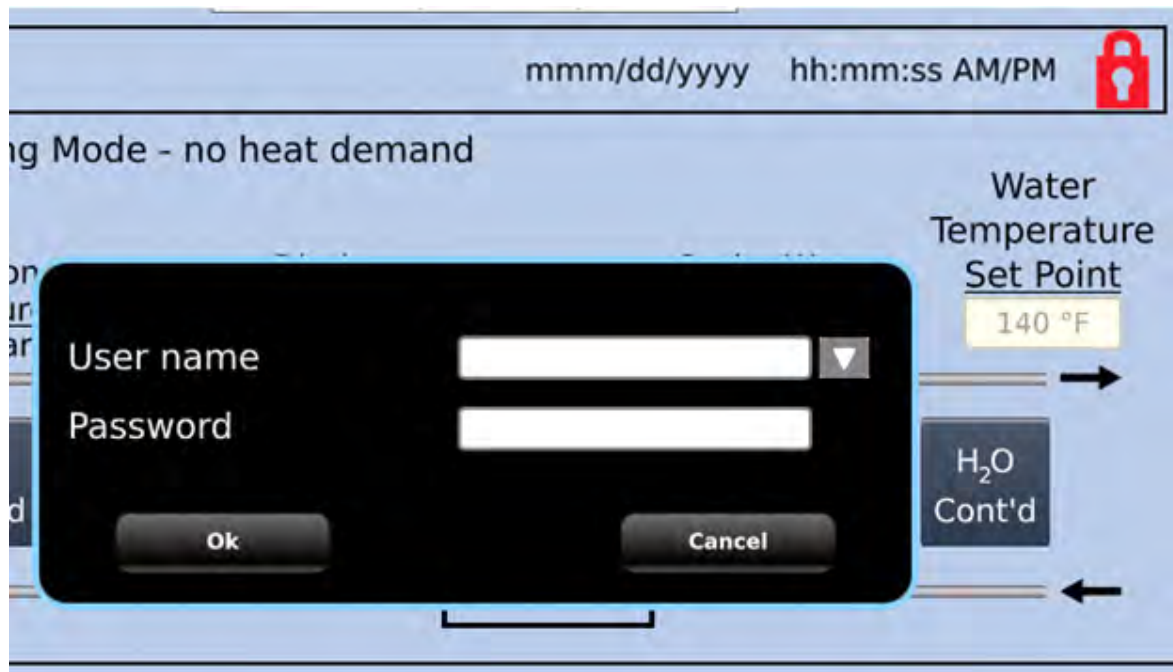 mmm/dd/yyyy hh:mm:ss AM/PM
Mode - no heat demand
Water
Temperature
Set Point
140 °F
User name
Password
Ok
Cancel
H₂O
Cont'd